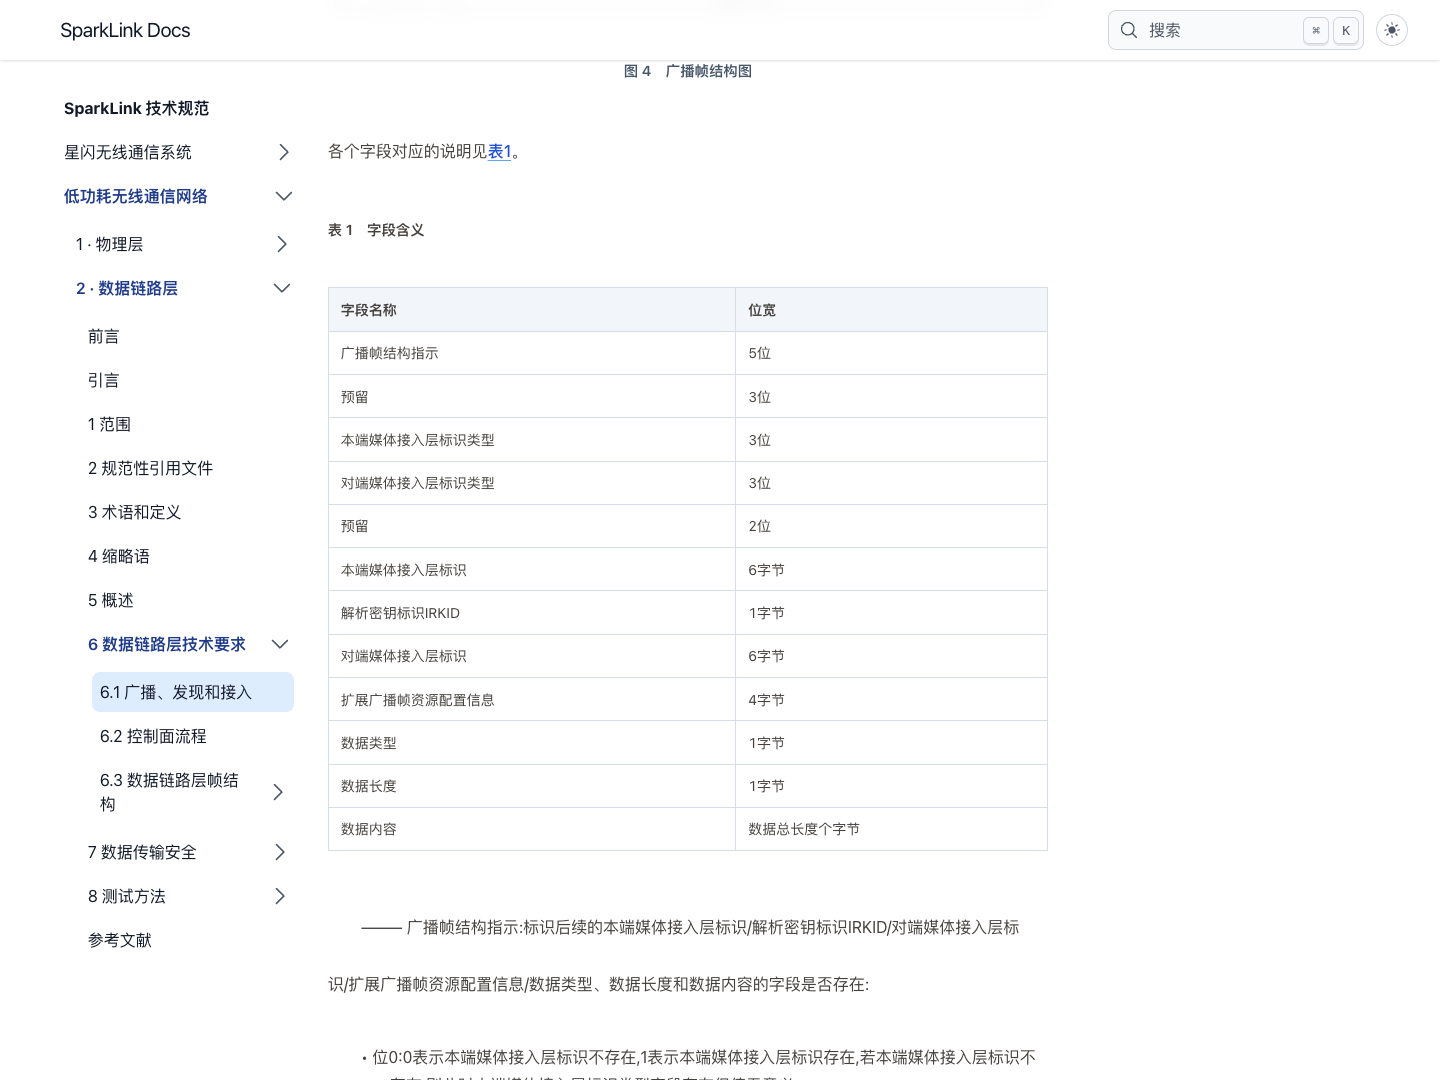 SparkLink Docs
搜索
⌘ K
SparkLink 技术规范
星闪无线通信系统
低功耗无线通信网络
1 · 物理层
2 · 数据链路层
前言
引言
1 范围
2 规范性引用文件
3 术语和定义
4 缩略语
5 概述
6 数据链路层技术要求
6.1 广播、发现和接入
6.2 控制面流程
6.3 数据链路层帧结
构
7 数据传输安全
8 测试方法
参考文献
图 4 广播帧结构图
各个字段对应的说明见表1。
表 1 字段含义
字段名称 位宽
广播帧结构指示 5位
预留 3位
本端媒体接入层标识类型 3位
对端媒体接入层标识类型 3位
预留 2位
本端媒体接入层标识 6字节
解析密钥标识IRKID 1字节
对端媒体接入层标识 6字节
扩展广播帧资源配置信息 4字节
数据类型 1字节
数据长度 1字节
数据内容 数据总长度个字节
—— 广播帧结构指示:标识后续的本端媒体接入层标识/解析密钥标识IRKID/对端媒体接入层标
识/扩展广播帧资源配置信息/数据类型、数据长度和数据内容的字段是否存在:
• 位0:0表示本端媒体接入层标识不存在,1表示本端媒体接入层标识存在,若本端媒体接入层标识不